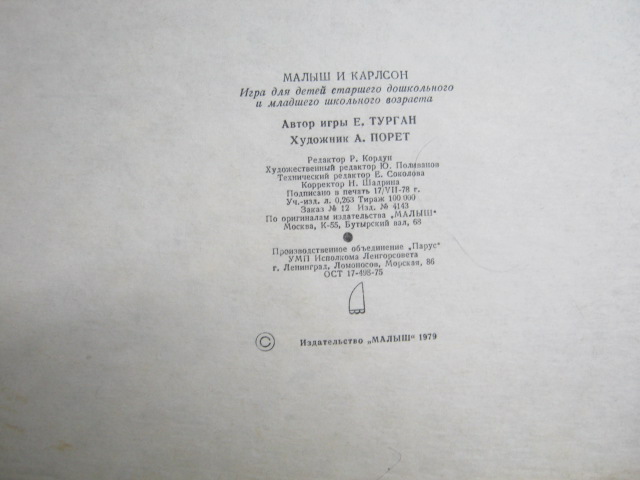 МАЛЫШ И КАРЛСОН
Игра для детей старшего дошкольного
и младшего школьного возраста
Автор игры Е. ТУРГАН
Художник А. ПОРЕТ
Редактор Р. Кордун
Художественный редактор Ю. Поливанов
Технический редактор Е. Соколова
Корректор Н. Шадрина
Подписано в печать 17/VII-78 г.
Уч.-изд. л. 0,263 Тираж 100 000
Заказ № 12 Изд. № 4143
По оригиналам издательства „МАЛЫШ"
Москва, К-55, Бутырский вал, 68
Производственное объединение „Парус"
УМП Исполкома Ленгорсовета
г. Ленинград, Ломоносов, Морская, 86
ОСТ 17-498-75
© Издательство „МАЛЫШ" 1979